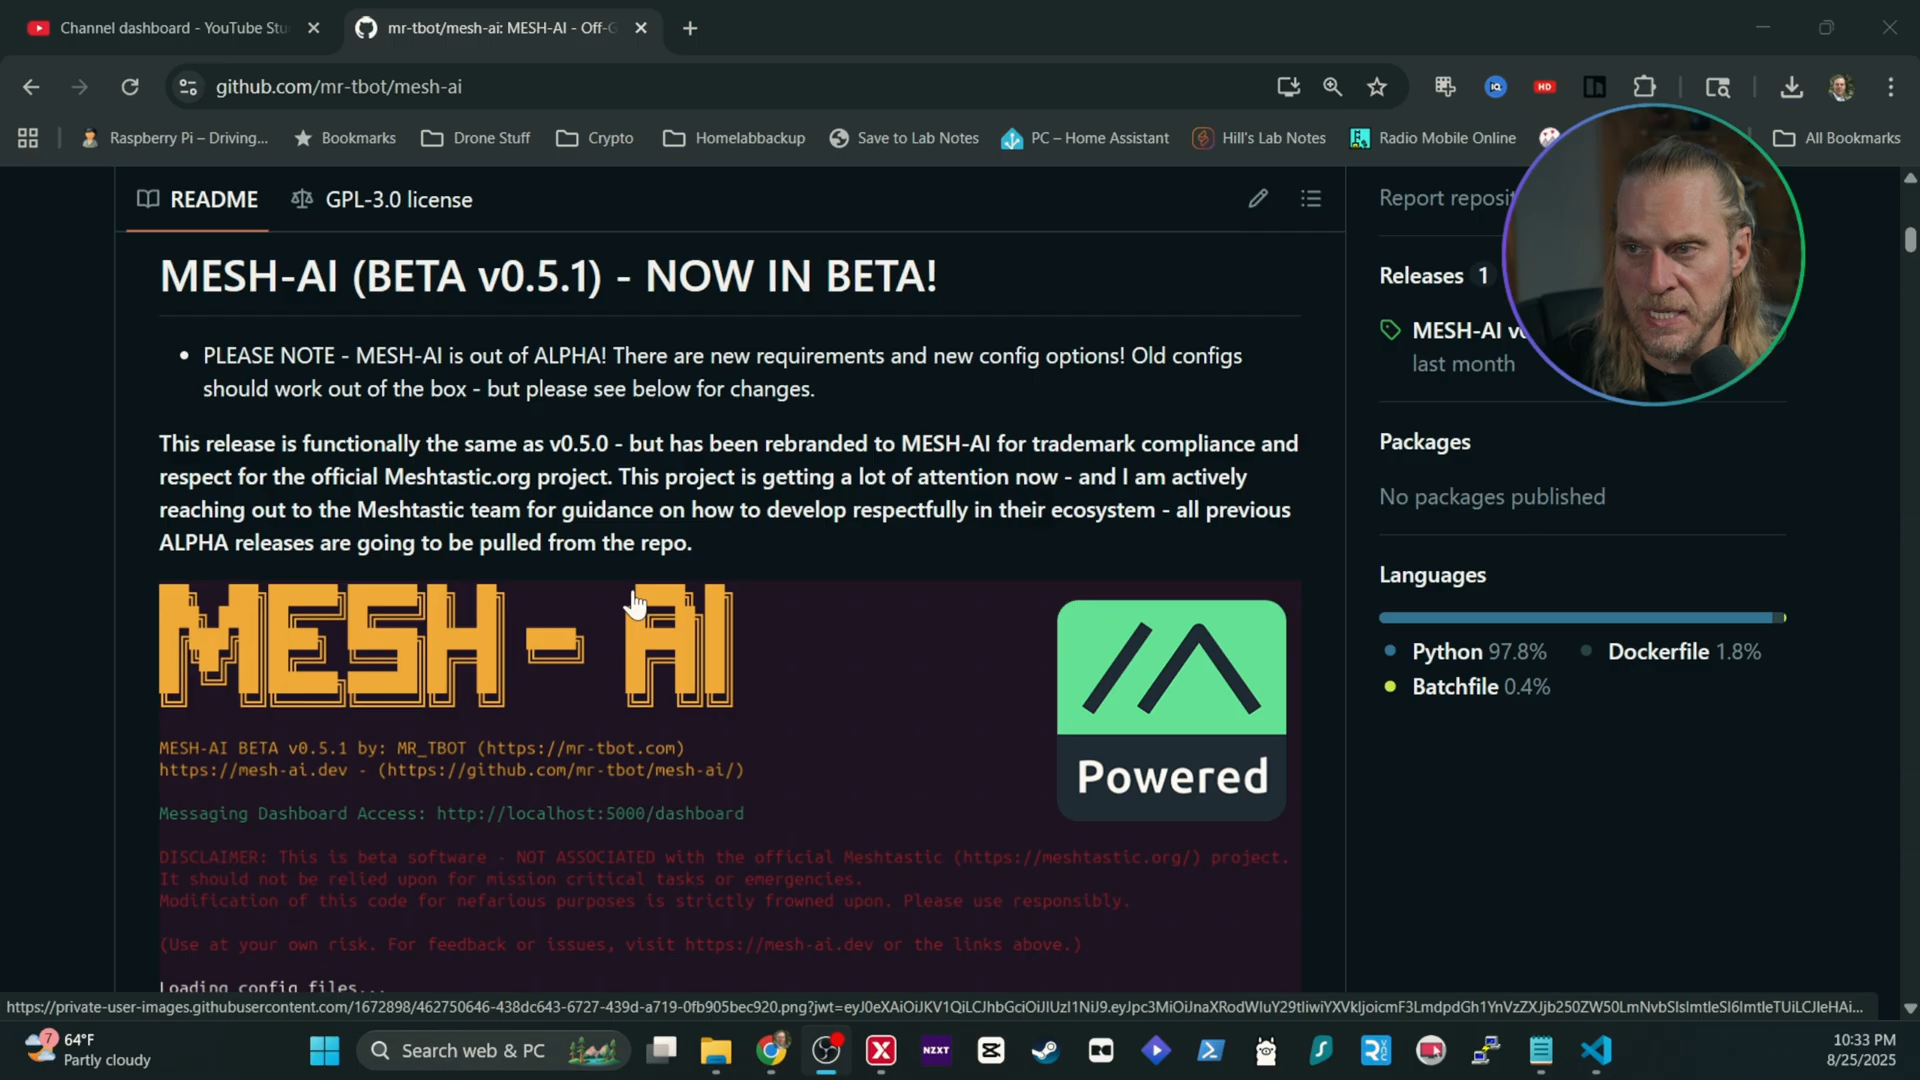 Channel dashboard - YouTube Stu
mr-tbot/mesh-ai: MESH-AI - Off-G
github.com/mr-tbot/mesh-ai
HD
Raspberry Pi – Driving...
Bookmarks
Drone Stuff
Crypto
Homelabbackup
Save to Lab Notes
PC – Home Assistant
Hill's Lab Notes
Radio Mobile Online
All Bookmarks
README
GPL-3.0 license
Report reposit
MESH-AI (BETA v0.5.1) - NOW IN BETA!
Releases 1
MESH-AI v
last month
PLEASE NOTE - MESH-AI is out of ALPHA! There are new requirements and new config options! Old configs
should work out of the box - but please see below for changes.
This release is functionally the same as v0.5.0 - but has been rebranded to MESH-AI for trademark compliance and
respect for the official Meshtastic.org project. This project is getting a lot of attention now - and I am actively
reaching out to the Meshtastic team for guidance on how to develop respectfully in their ecosystem - all previous
ALPHA releases are going to be pulled from the repo.
Packages
No packages published
Languages
Python 97.8%
Dockerfile 1.8%
Batchfile 0.4%
MESH-AI
Powered
MESH-AI BETA v0.5.1 by: MR_TBOT (https://mr-tbot.com)
https://mesh-ai.dev - (https://github.com/mr-tbot/mesh-ai/)
Messaging Dashboard Access: http://localhost:5000/dashboard
DISCLAIMER: This is beta software - NOT ASSOCIATED with the official Meshtastic (https://meshtastic.org/) project.
It should not be relied upon for mission critical tasks or emergencies.
Modification of this code for nefarious purposes is strictly frowned upon. Please use responsibly.
(Use at your own risk. For feedback or issues, visit https://mesh-ai.dev or the links above.)
Loading config files...
7
64°F
Partly cloudy
Search web & PC
NZXT
10:33 PM
8/25/2025